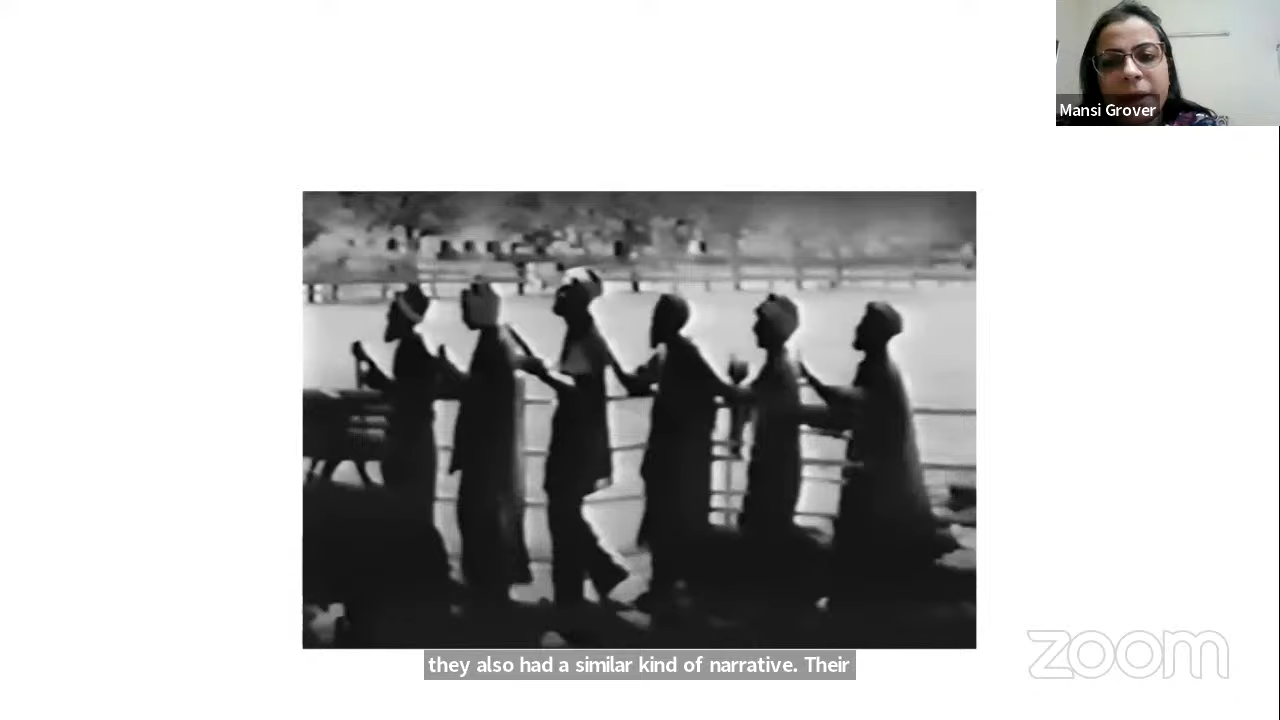 Mansi Grover
they also had a similar kind of narrative. Their
zoom